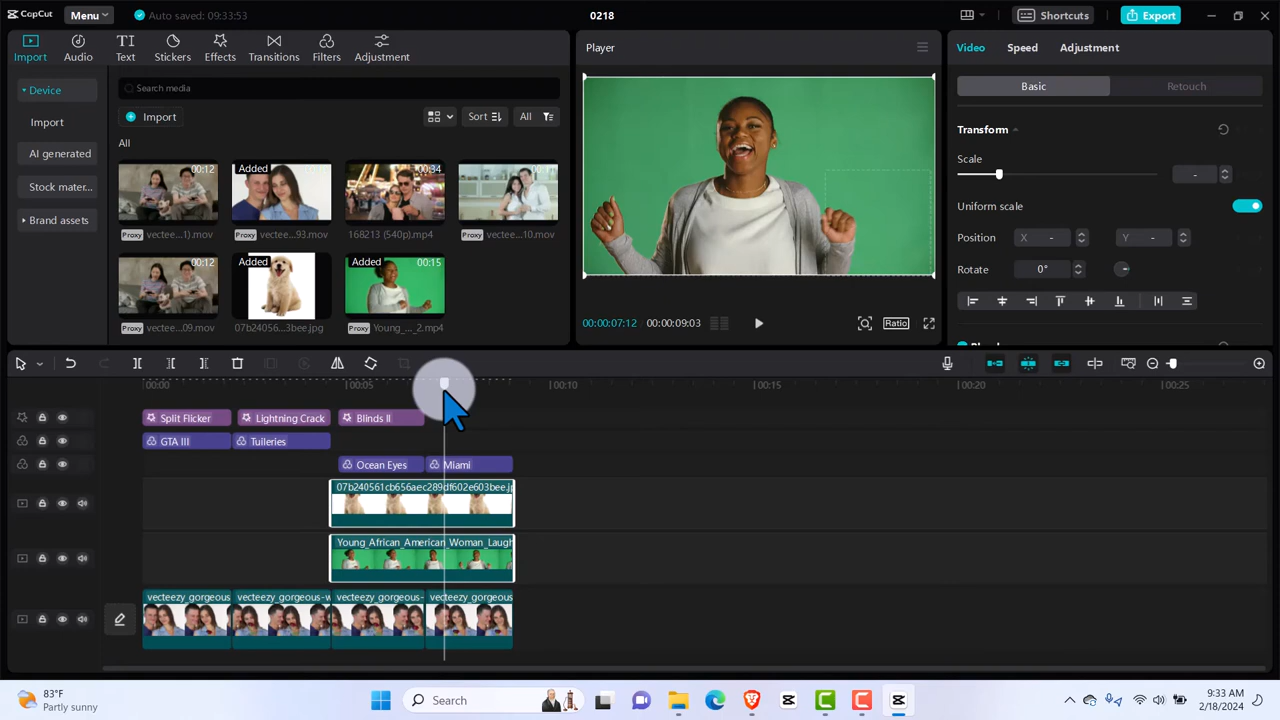 CapCut
Menu
Auto saved: 09:33:53
0218
Shortcuts
Export
Import
Audio
Text
Stickers
Effects
Transitions
Filters
Adjustment
Device
Import
AI generated
Stock mater...
Brand assets
Search media
Import
Sort
All
All
00:12
Added
00:34
Proxy
vectee...1).mov
Proxy
vectee...93.mov
168213 (540p).mp4
Proxy
vectee...10.mov
00:12
Added
Added
00:15
Proxy
vectee...09.mov
07b24056...3bee.jpg
Proxy
Young_..._2.mp4
Player
00:00:07:12
00:00:09:03
Ratio
Video
Speed
Adjustment
Basic
Retouch
Transform
Scale
-
Uniform scale
Position
X -
Y -
Rotate
0°
00:00
00:05
00:10
00:15
00:20
00:25
Split Flicker
Lightning Crack
Blinds II
GTA III
Tuileries
Ocean Eyes
Miami
07b240561cb656aec289df602e603bee.j
Young_African_American_Woman_Laugh
vecteezy_gorgeous
vecteezy_gorgeous-w
vecteezy_gorgeous-
vecteezy_gorgeous
83°F
Partly sunny
Search
9:33 AM
2/18/2024